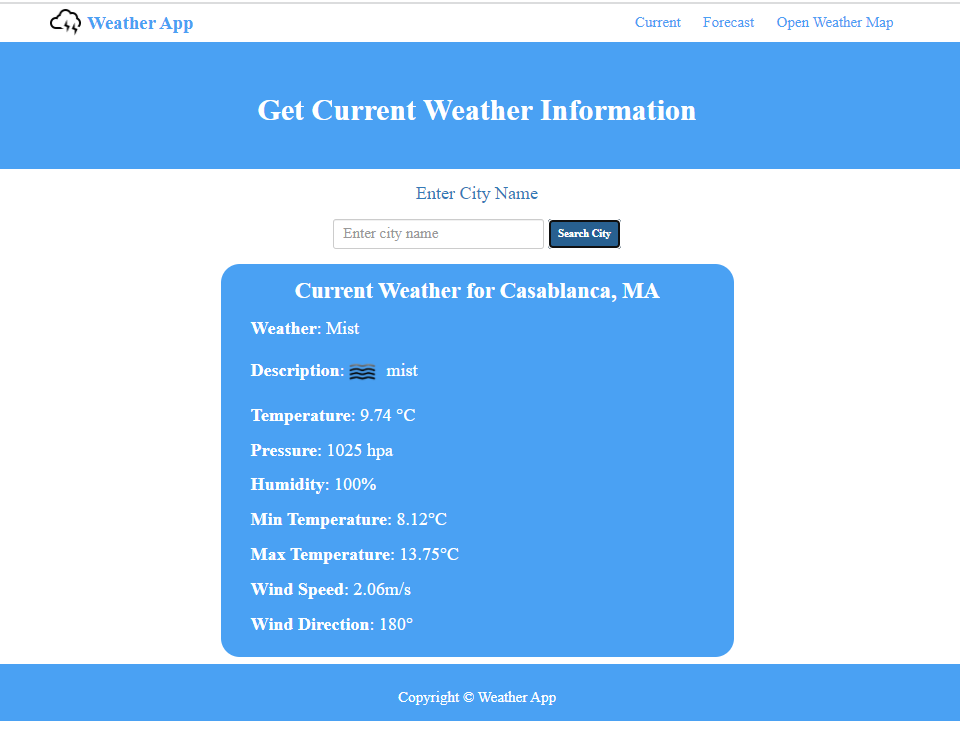 Weather App
Current Forecast Open Weather Map
Get Current Weather Information
Enter City Name
Enter city name
Search City
Current Weather for Casablanca, MA
Weather: Mist
Description: mist
Temperature: 9.74 °C
Pressure: 1025 hpa
Humidity: 100%
Min Temperature: 8.12°C
Max Temperature: 13.75°C
Wind Speed: 2.06m/s
Wind Direction: 180°
Copyright © Weather App